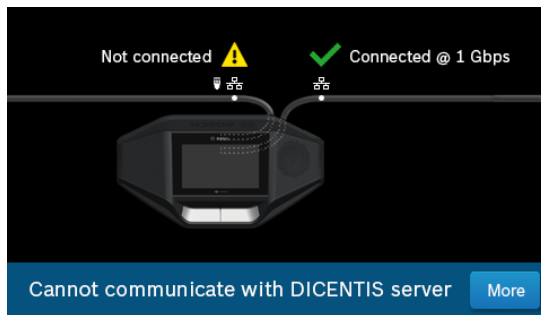 Not connected
Connected @ 1 Gbps
Cannot communicate with DICENTIS server
More